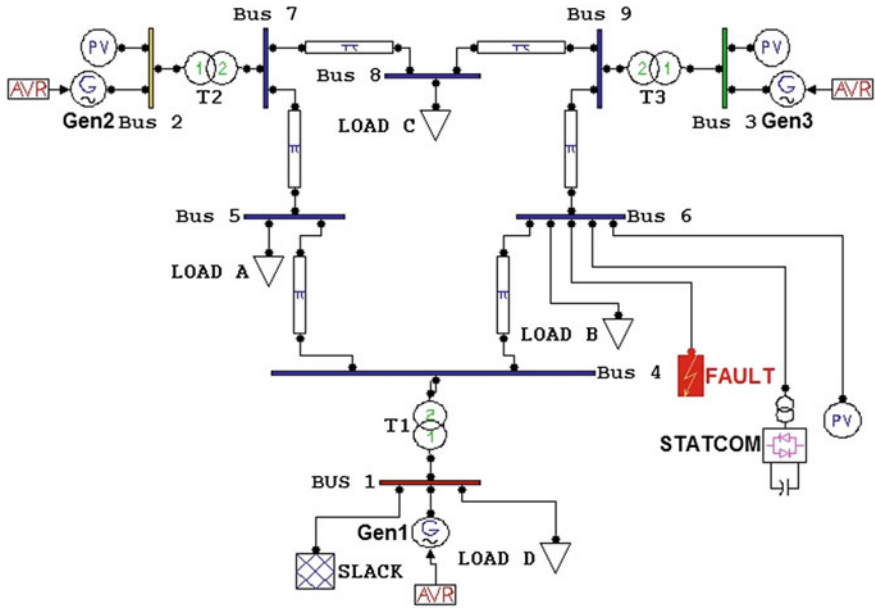 Bus 7
Bus 9
PV
PV
1 2
2 1
Bus 8
T2
T3
AVR
G
G
AVR
Gen2
Bus 2
LOAD C
Bus 3
Gen3
π
π
π
π
Bus 5
Bus 6
LOAD A
π
π
LOAD B
Bus 4
FAULT
T1
2
1
PV
STATCOM
BUS 1
Gen1
G
LOAD D
SLACK
AVR